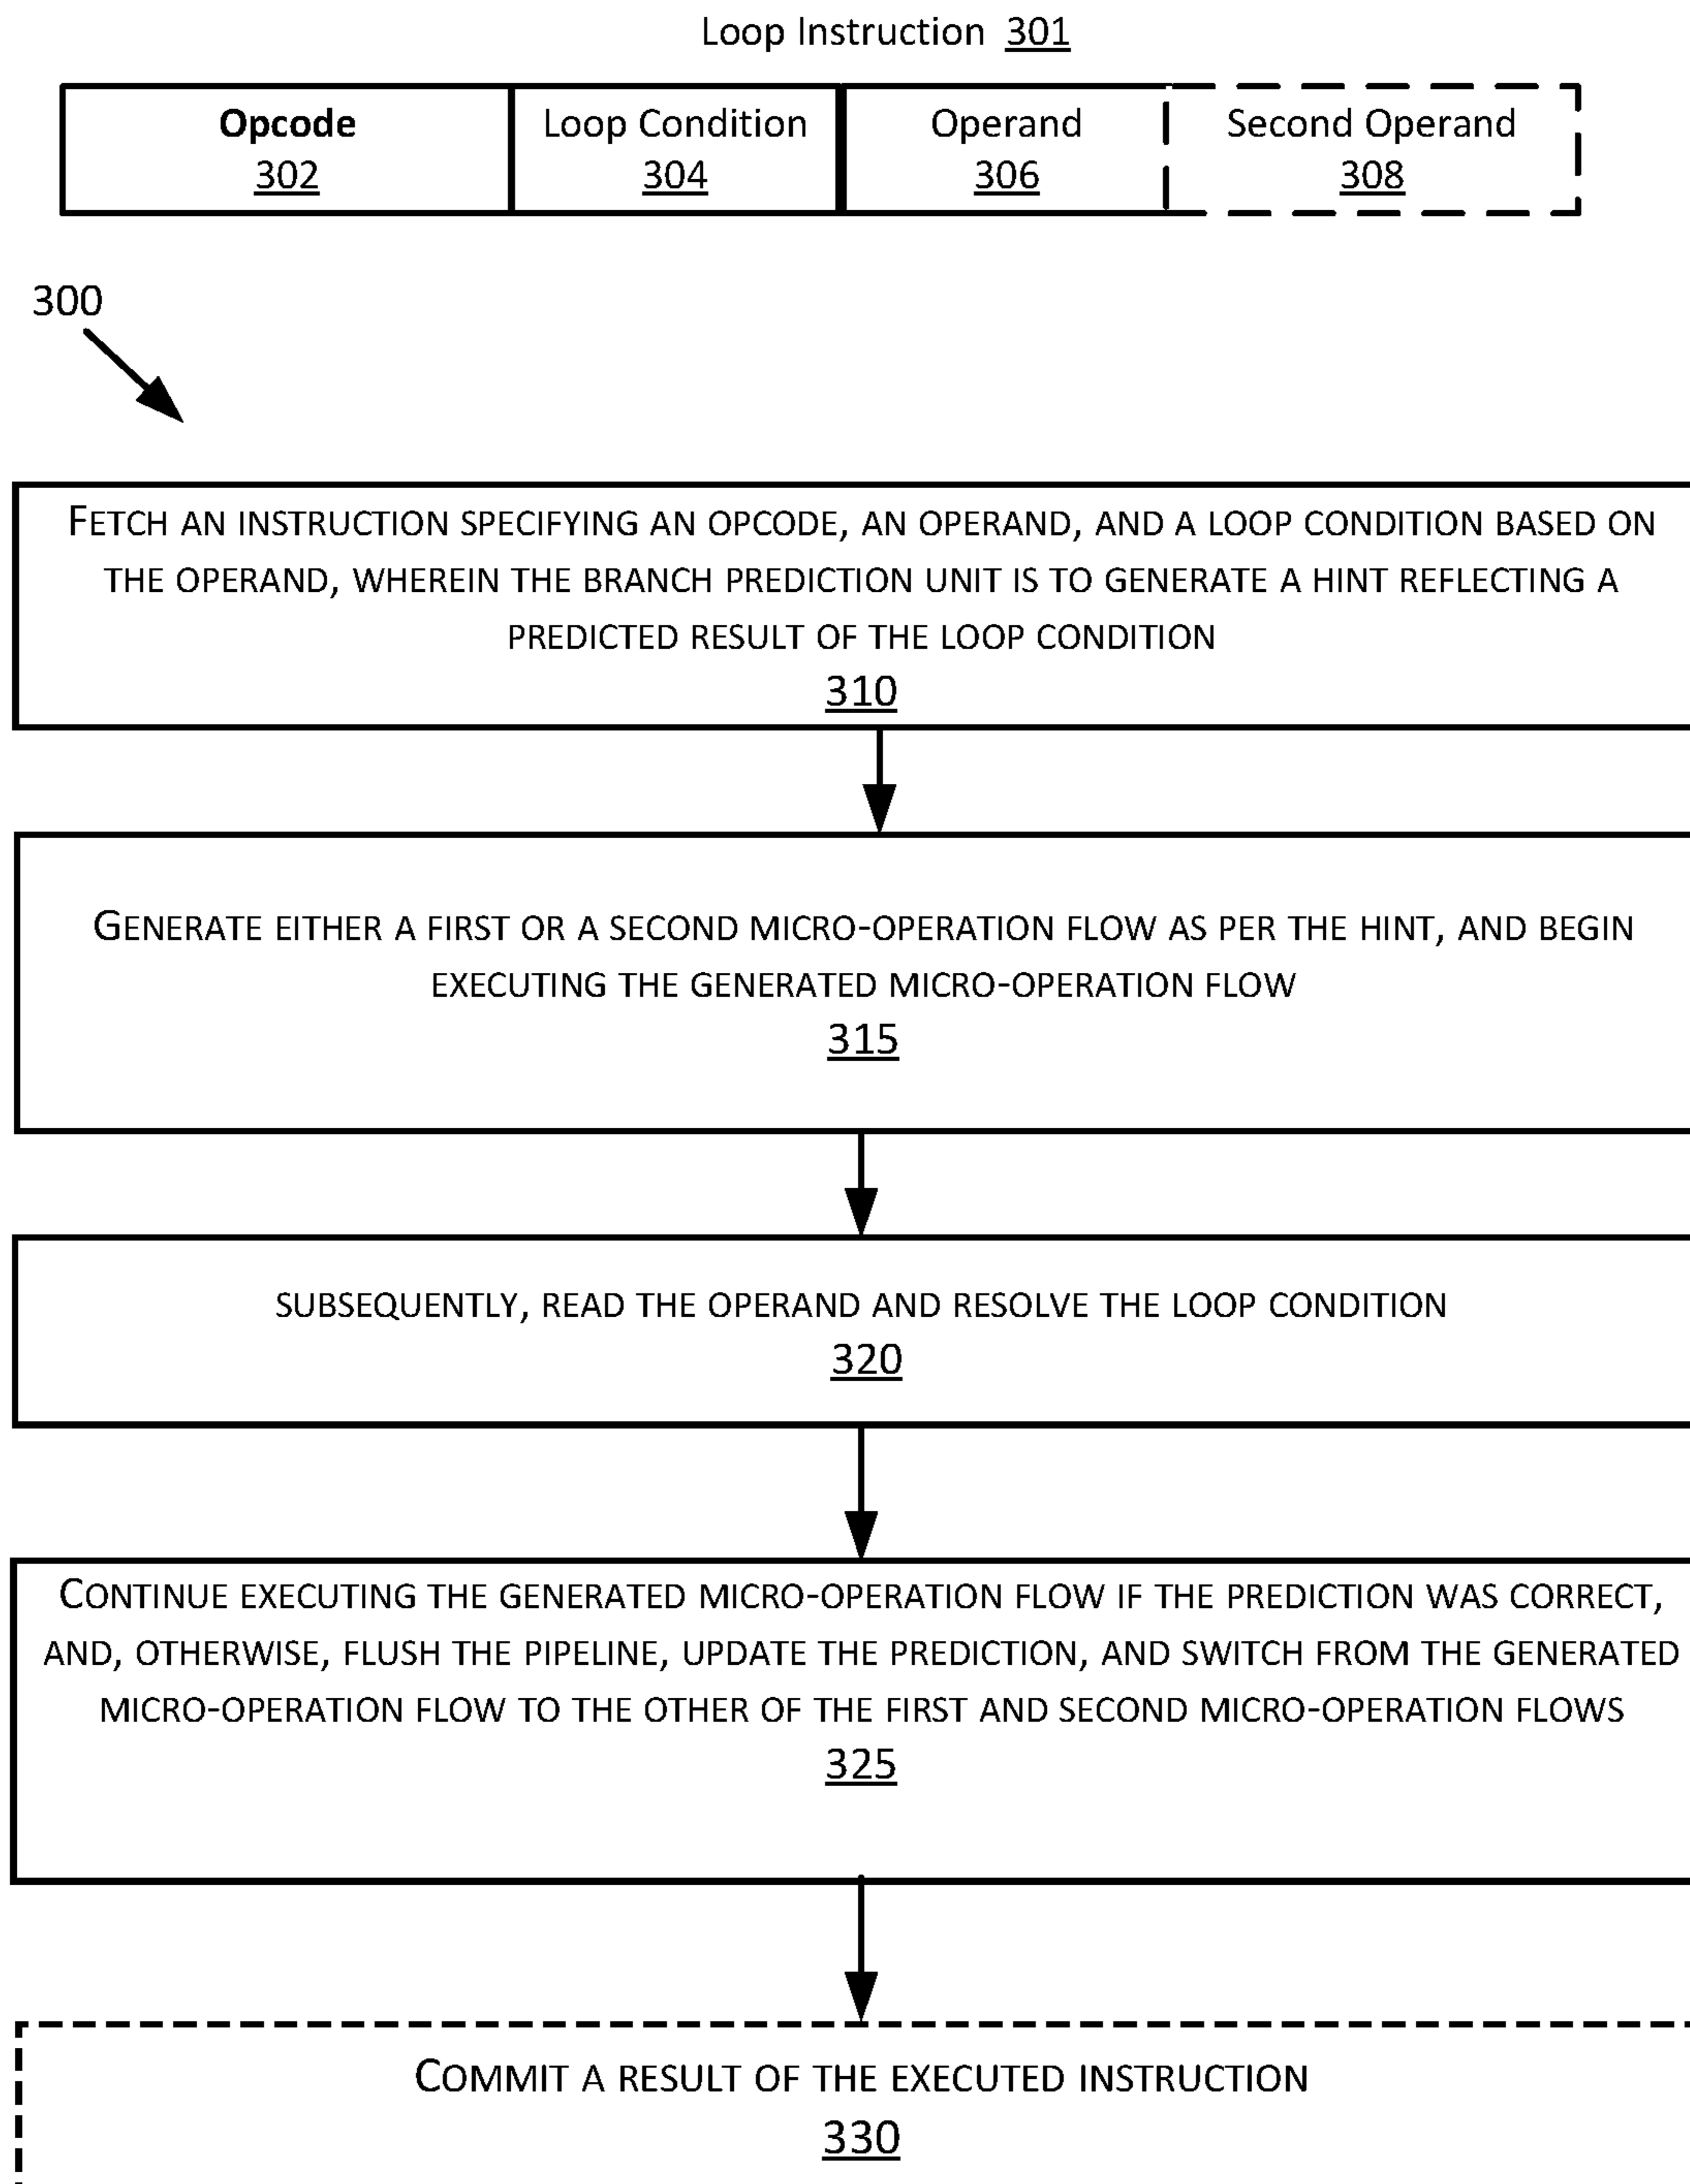 Loop Instruction 301
Opcode Loop Condition Operand Second Operand
302 304 306 308
300
FETCH AN INSTRUCTION SPECIFYING AN OPCODE, AN OPERAND, AND A LOOP CONDITION BASED ON
THE OPERAND, WHEREIN THE BRANCH PREDICTION UNIT IS TO GENERATE A HINT REFLECTING A
PREDICTED RESULT OF THE LOOP CONDITION
310
GENERATE EITHER A FIRST OR A SECOND MICRO-OPERATION FLOW AS PER THE HINT, AND BEGIN
EXECUTING THE GENERATED MICRO-OPERATION FLOW
315
SUBSEQUENTLY, READ THE OPERAND AND RESOLVE THE LOOP CONDITION
320
CONTINUE EXECUTING THE GENERATED MICRO-OPERATION FLOW IF THE PREDICTION WAS CORRECT,
AND, OTHERWISE, FLUSH THE PIPELINE, UPDATE THE PREDICTION, AND SWITCH FROM THE GENERATED
MICRO-OPERATION FLOW TO THE OTHER OF THE FIRST AND SECOND MICRO-OPERATION FLOWS
325
COMMIT A RESULT OF THE EXECUTED INSTRUCTION
330